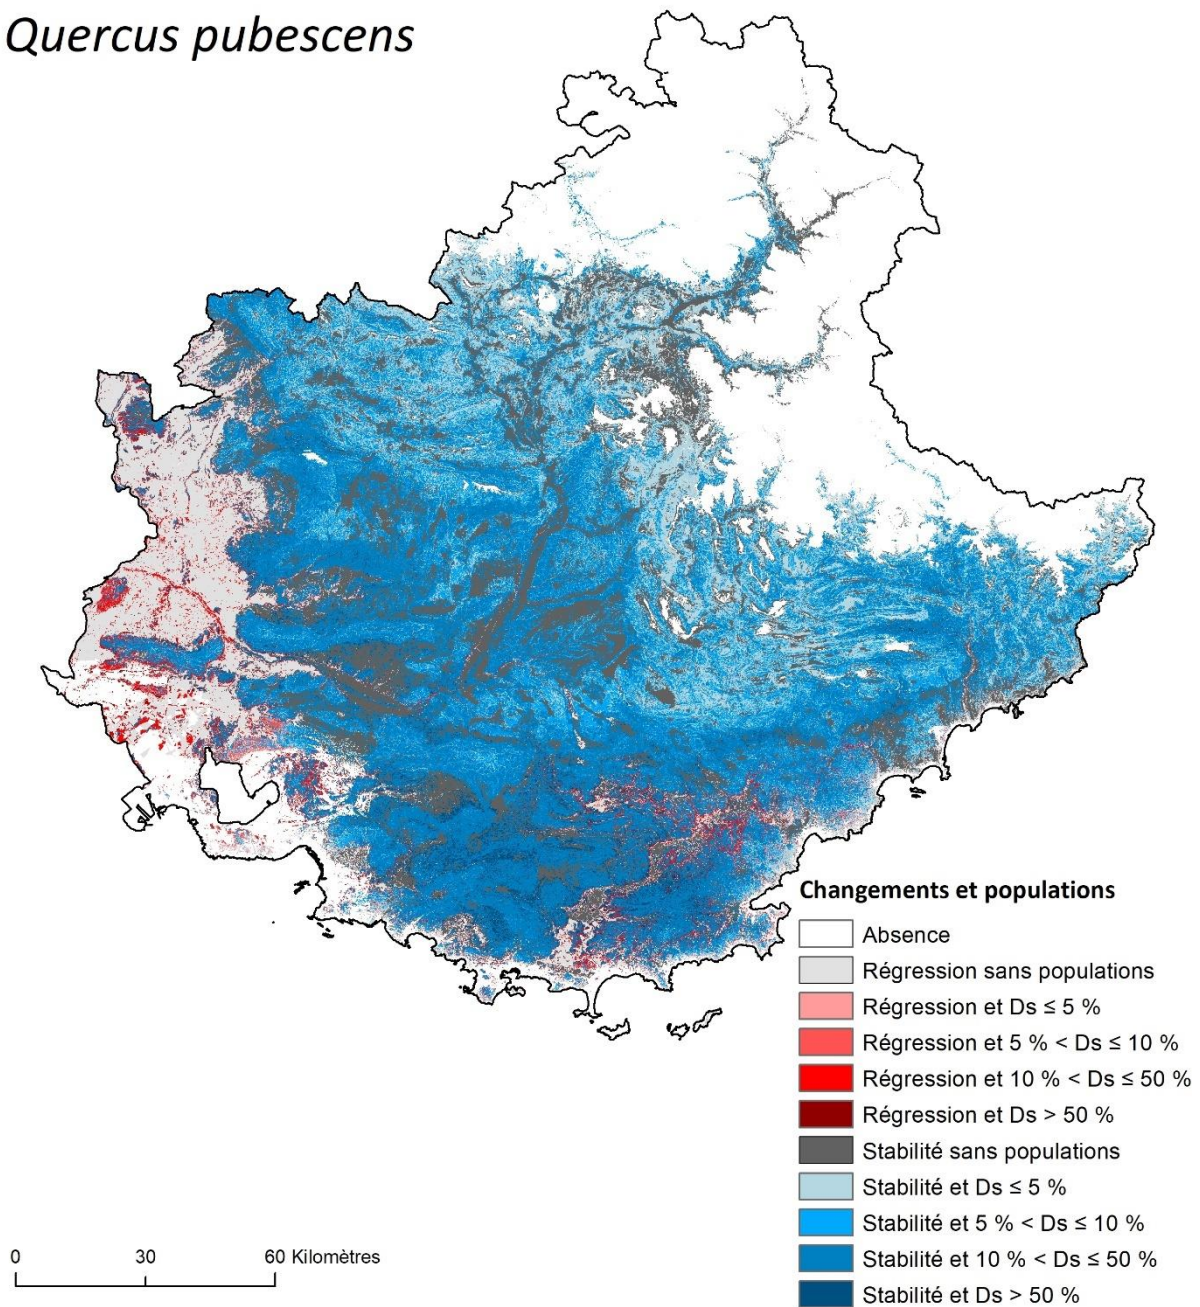 Quercus pubescens
Changements et populations
Absence
Régression sans populations
Régression et Ds ≤ 5 %
Régression et 5 % < Ds ≤ 10 %
Régression et 10 % < Ds ≤ 50 %
Régression et Ds > 50 %
Stabilité sans populations
Stabilité et Ds ≤ 5 %
Stabilité et 5 % < Ds ≤ 10 %
Stabilité et 10 % < Ds ≤ 50 %
Stabilité et Ds > 50 %
0 30 60 Kilomètres